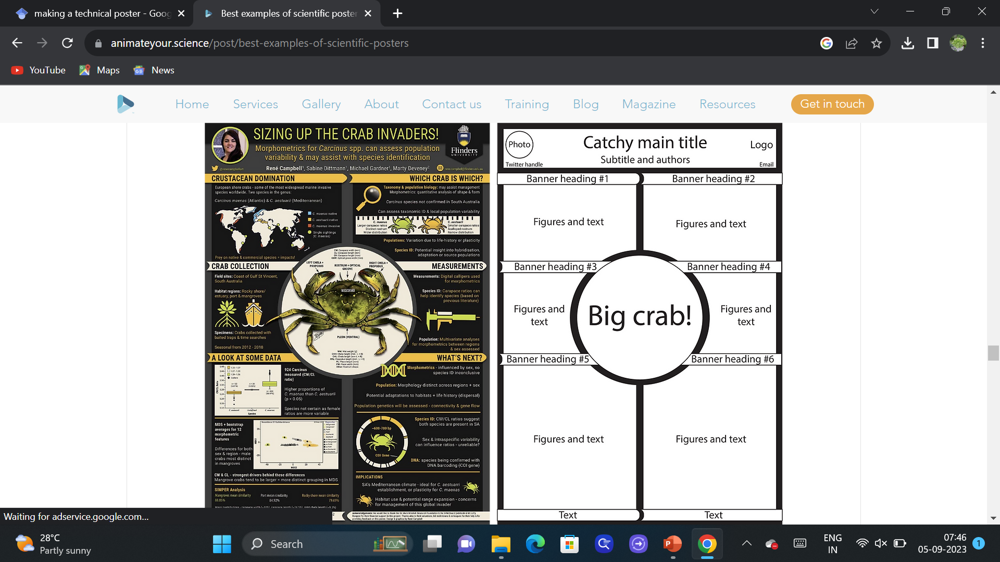 making a technical poster - Goog
Best examples of scientific poster
animateyour.science/post/best-examples-of-scientific-posters
YouTube
Maps
News
Home
Services
Gallery
About
Contact us
Training
Blog
Magazine
Resources
Get in touch
SIZING UP THE CRAB INVADERS!
Morphometrics for Carcinus spp. can assess population
variability & may assist with species identification
Flinders
UNIVERSITY
René Campbell¹, Sabine Dittmann¹, Michael Gardner¹, Marty Deveney²
CRUSTACEAN DOMINATION
European shore crabs - some of the most widespread marine invasive
species worldwide. Two species in the genus:
Carcinus maenas (Atlantic) & C. aestuarii (Mediterranean)
C. maenas native
C. aestuarii native
C. maenas invasive
Single sightings
(C. maenas)
Prey on native & commercial species = impacts!
WHICH CRAB IS WHICH?
Taxonomy & population biology: may assist management
Morphometrics: quantitative analysis of shape & form
Carcinus species not confirmed in South Australia
Can assess taxonomic ID & local population variability
C. maenas
Larger carapace ratios
Distinct rostrum
Wider distribution
C. aestuarii
Smaller carapace ratios
Scalloped rostrum
Narrow distribution
Populations: Variation due to life-history or plasticity
Species ID: Potential insight into hybridisation,
adaptation or source populations
CRAB COLLECTION
Field sites: Coast of Gulf St Vincent,
South Australia
Habitat regions: Rocky shore/
estuary, port & mangroves
Specimens: Crabs collected with
baited traps & time searches
Seasonal from 2012 - 2018
CW: Carapace width (mm)
CL: Carapace length (mm)
CH: Carapace height (mm)
LEFT CHELA +
PROPODUS
ROSTRUM + OPTICAL
GROOVE
RIGHT CHELA +
PROPODUS
CARAPACE
PLEON (VENTRAL)
MEASUREMENTS
Measurements: Digital callipers used
for morphometrics
Species ID: Carapace ratios can
help identify species (based on
previous literature)
Population: Multivariate analyses
for morphometrics between regions
& sex assessed
A LOOK AT SOME DATA
924 Carcinus
measured (CW/CL
ratio)
Higher proportions of
C. maenas than C. aestuarii
(p < 0.05)
Species not certain as female
ratios are more variable
MDS + bootstrap
averages for 12
morphometric
features
Differences for both
sex & region - male
crabs most distinct
in mangroves
CW & CL - strongest drivers behind these differences
Mangrove crabs tend to be larger = more distinct grouping in MDS
SIMPER Analysis
Mangroves mean similarity
88.85%
Port mean similarity
84.92%
Rocky shore mean similarity
79.69%
WHAT'S NEXT?
Morphometrics - influenced by sex, so
species ID inconclusive
Population: Morphology distinct across regions + sex
Potential adaptations to habitats + life history (dispersal)
Population genetics will be assessed - connectivity & gene flow
~600-700 bp
COI Gene
Species ID: CW/CL ratios suggest
both species are present in SA
Sex & intraspecific variability
can influence ratios - unreliable?
DNA: species being confirmed with
DNA barcoding (COI gene)
IMPLICATIONS
SA's Mediterranean climate - ideal for C. aestuarii
establishment, or plasticity for C. maenas
Habitat use & potential range expansion - concerns
for management of this global invader
Photo
Catchy main title
Logo
Subtitle and authors
Twitter handle
Email
Banner heading #1
Banner heading #2
Figures and text
Figures and text
Banner heading #3
Banner heading #4
Figures and
text
Big crab!
Figures and
text
Banner heading #5
Banner heading #6
Figures and text
Figures and text
Text
Text
Waiting for adservice.google.com...
28°C
Partly sunny
Search
ENG
IN
07:46
05-09-2023
1